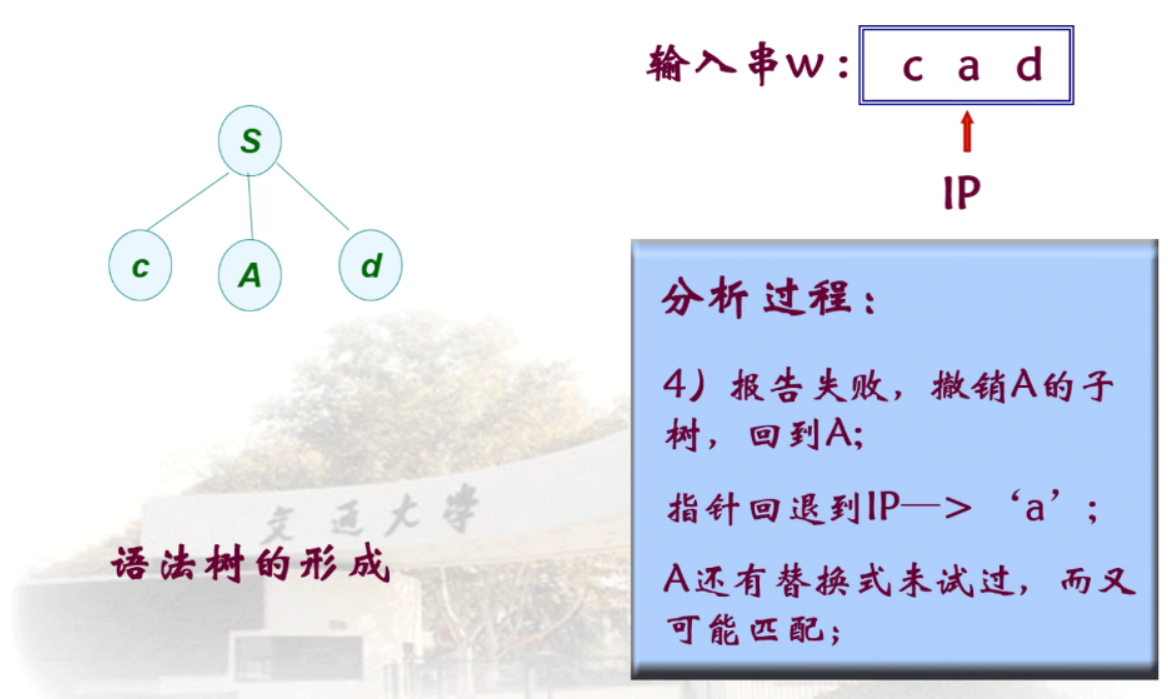 输入串w： c a d
IP
S
c A d
分析过程：
4）报告失败，撤销A的子
树，回到A；
指针回退到IP—> ‘a’；
A还有替换式未试过，而又
可能匹配；
交通大学
语法树的形成